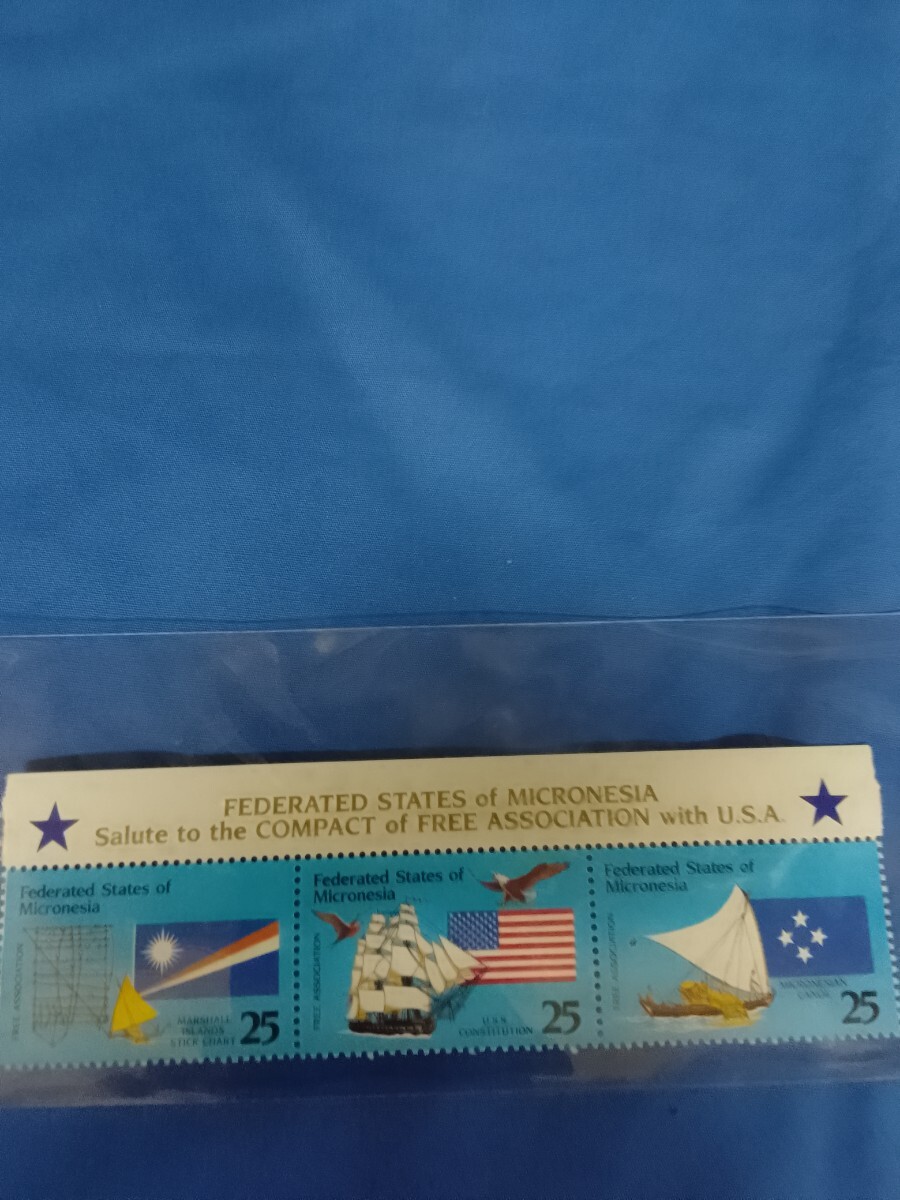 FEDERATED STATES of MICRONESIA
Salute to the COMPACT of FREE ASSOCIATION with U.S.A.
Federated States of
Micronesia
FREE ASSOCIATION
MARSHALL
ISLANDS
STICK CHART
25
Federated States of
Micronesia
FREE ASSOCIATION
U.S.S.
CONSTITUTION
25
Federated States of
Micronesia
FREE ASSOCIATION
MICRONESIAN
CANOE
25